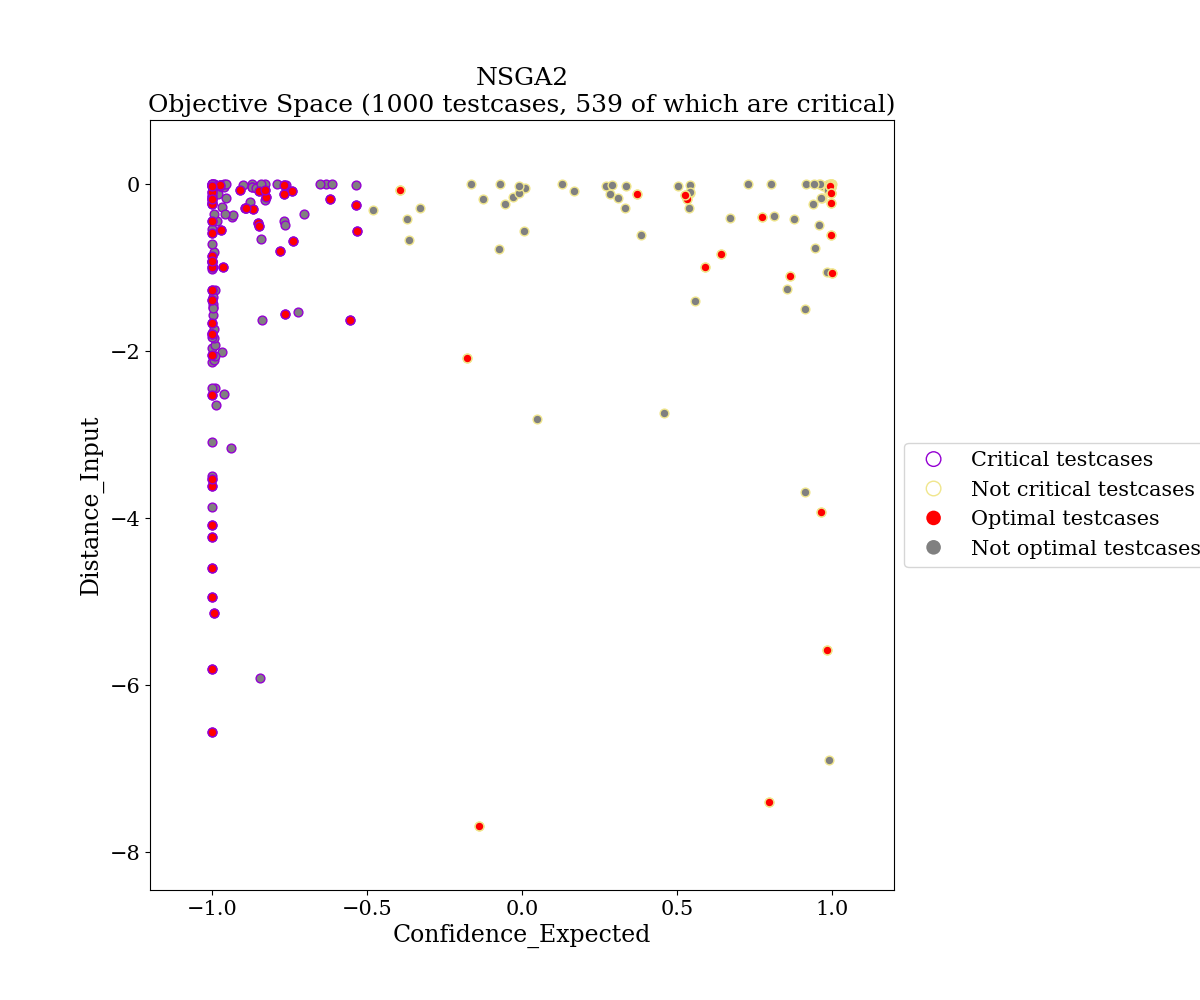 NSGA2
Objective Space (1000 testcases, 539 of which are critical)
0
−2
−4
−6
−8
Distance_Input
−1.0
−0.5
0.0
0.5
1.0
Confidence_Expected
Critical testcases
Not critical testcases
Optimal testcases
Not optimal testcases